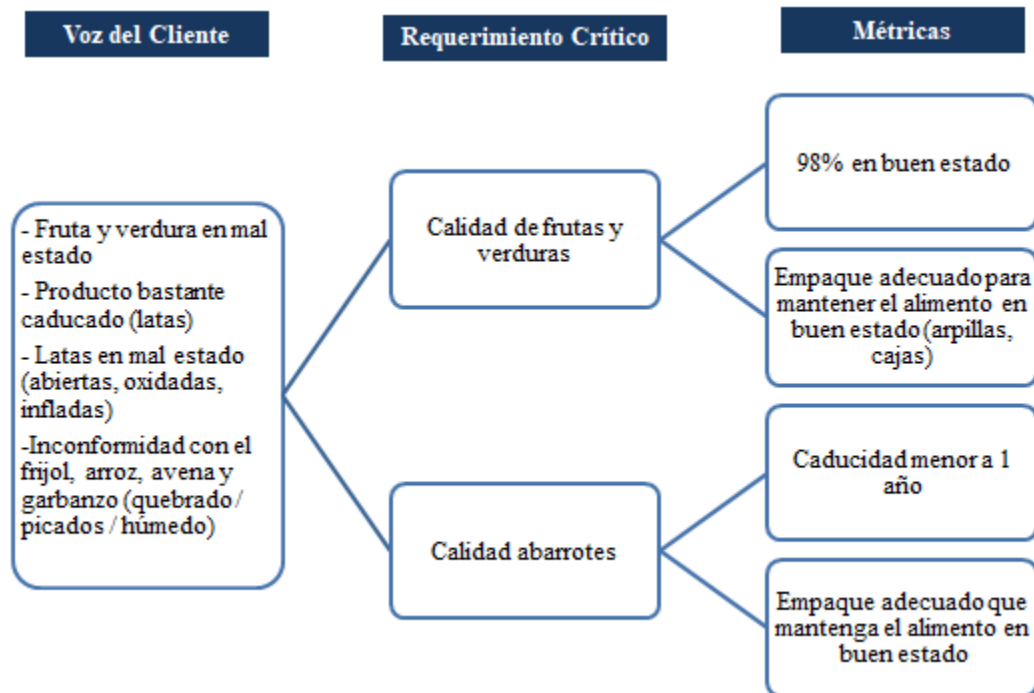 Voz del Cliente
Requerimiento Crítico
Métricas
- Fruta y verdura en mal
estado
- Producto bastante
caducado (latas)
- Latas en mal estado
(abiertas, oxidadas,
infladas)
-Inconformidad con el
frijol, arroz, avena y
garbanzo (quebrado /
picados / húmedo)
Calidad de frutas y
verduras
Calidad abarrotes
98% en buen estado
Empaque adecuado para
mantener el alimento en
buen estado (arpillas,
cajas)
Caducidad menor a 1
año
Empaque adecuado que
mantenga el alimento en
buen estado